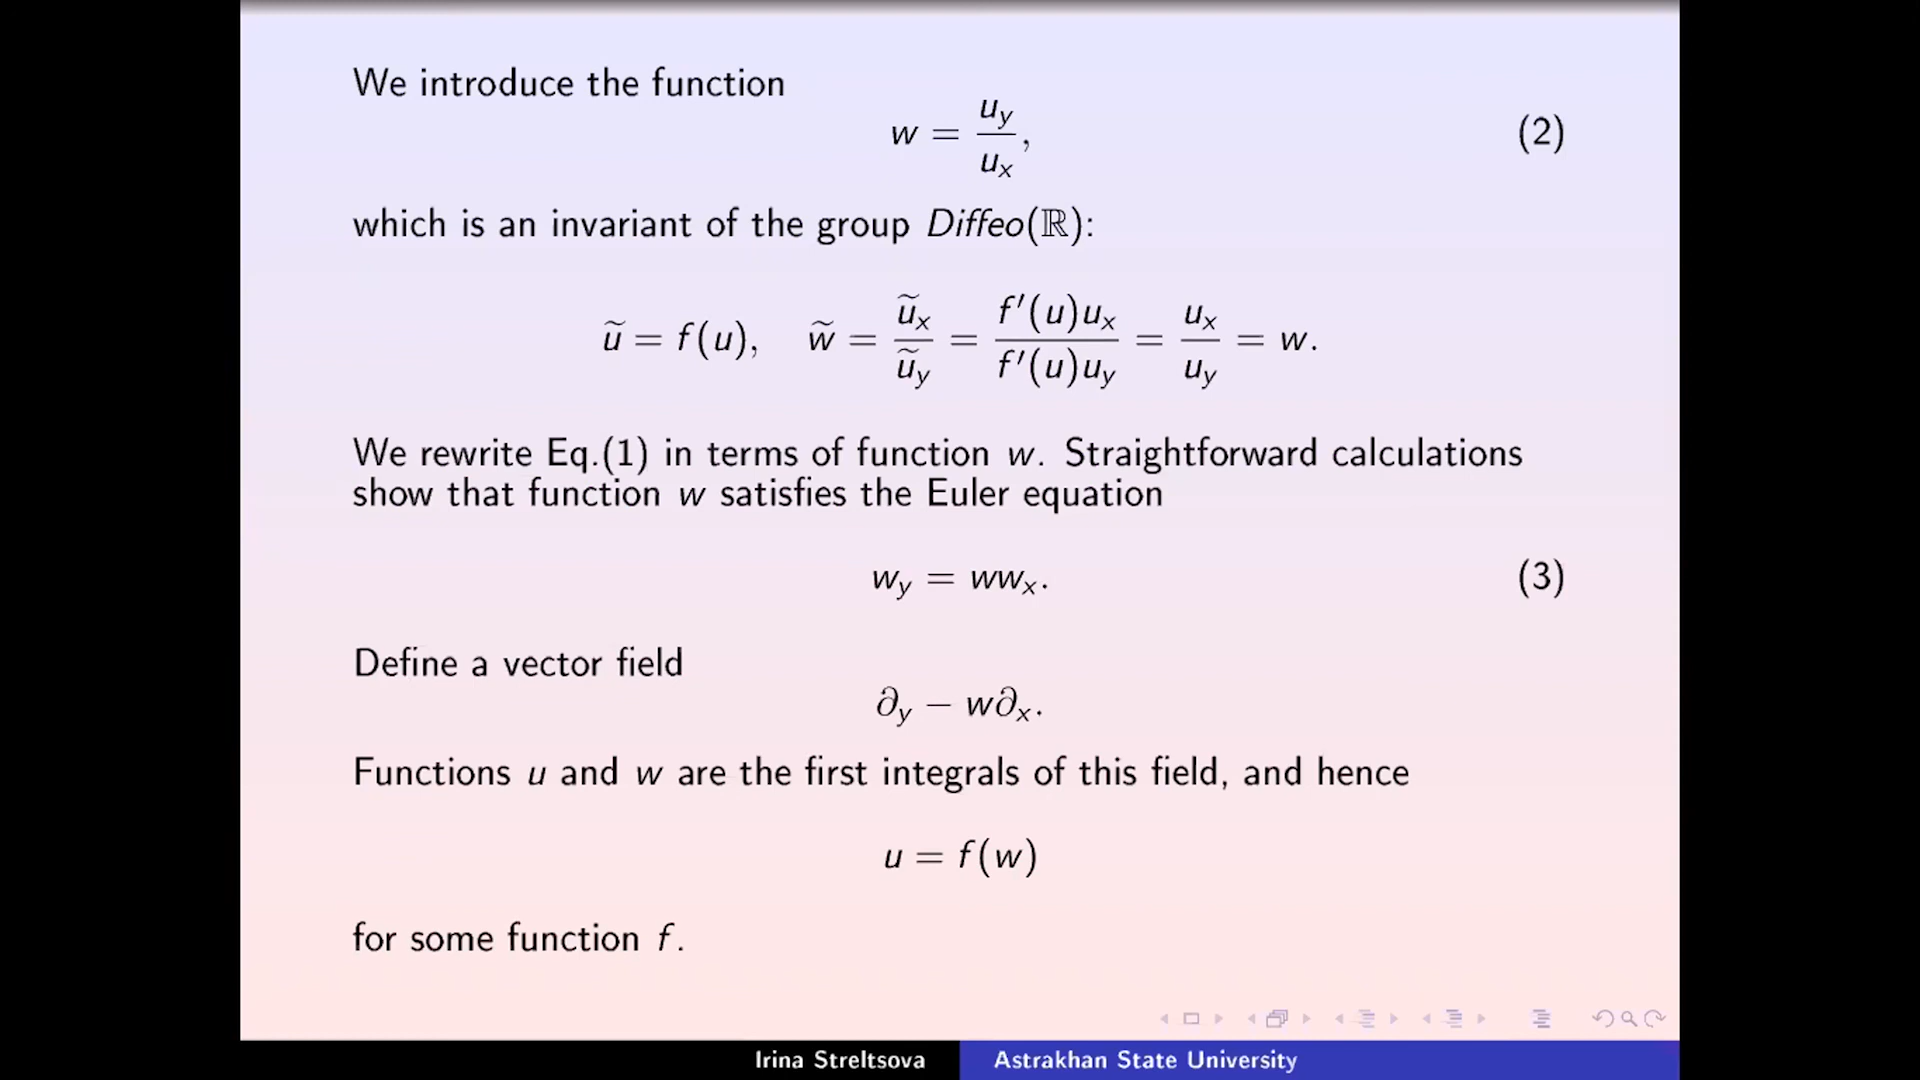 We introduce the function
w = u_y / u_x, (2)
which is an invariant of the group Diffeo(ℝ):
ũ = f(u), w̃ = ũ_x / ũ_y = f′(u)u_x / f′(u)u_y = u_x / u_y = w.
We rewrite Eq.(1) in terms of function w. Straightforward calculations
show that function w satisfies the Euler equation
w_y = ww_x. (3)
Define a vector field
∂_y − w∂_x.
Functions u and w are the first integrals of this field, and hence
u = f(w)
for some function f.
Irina Streltsova Astrakhan State University